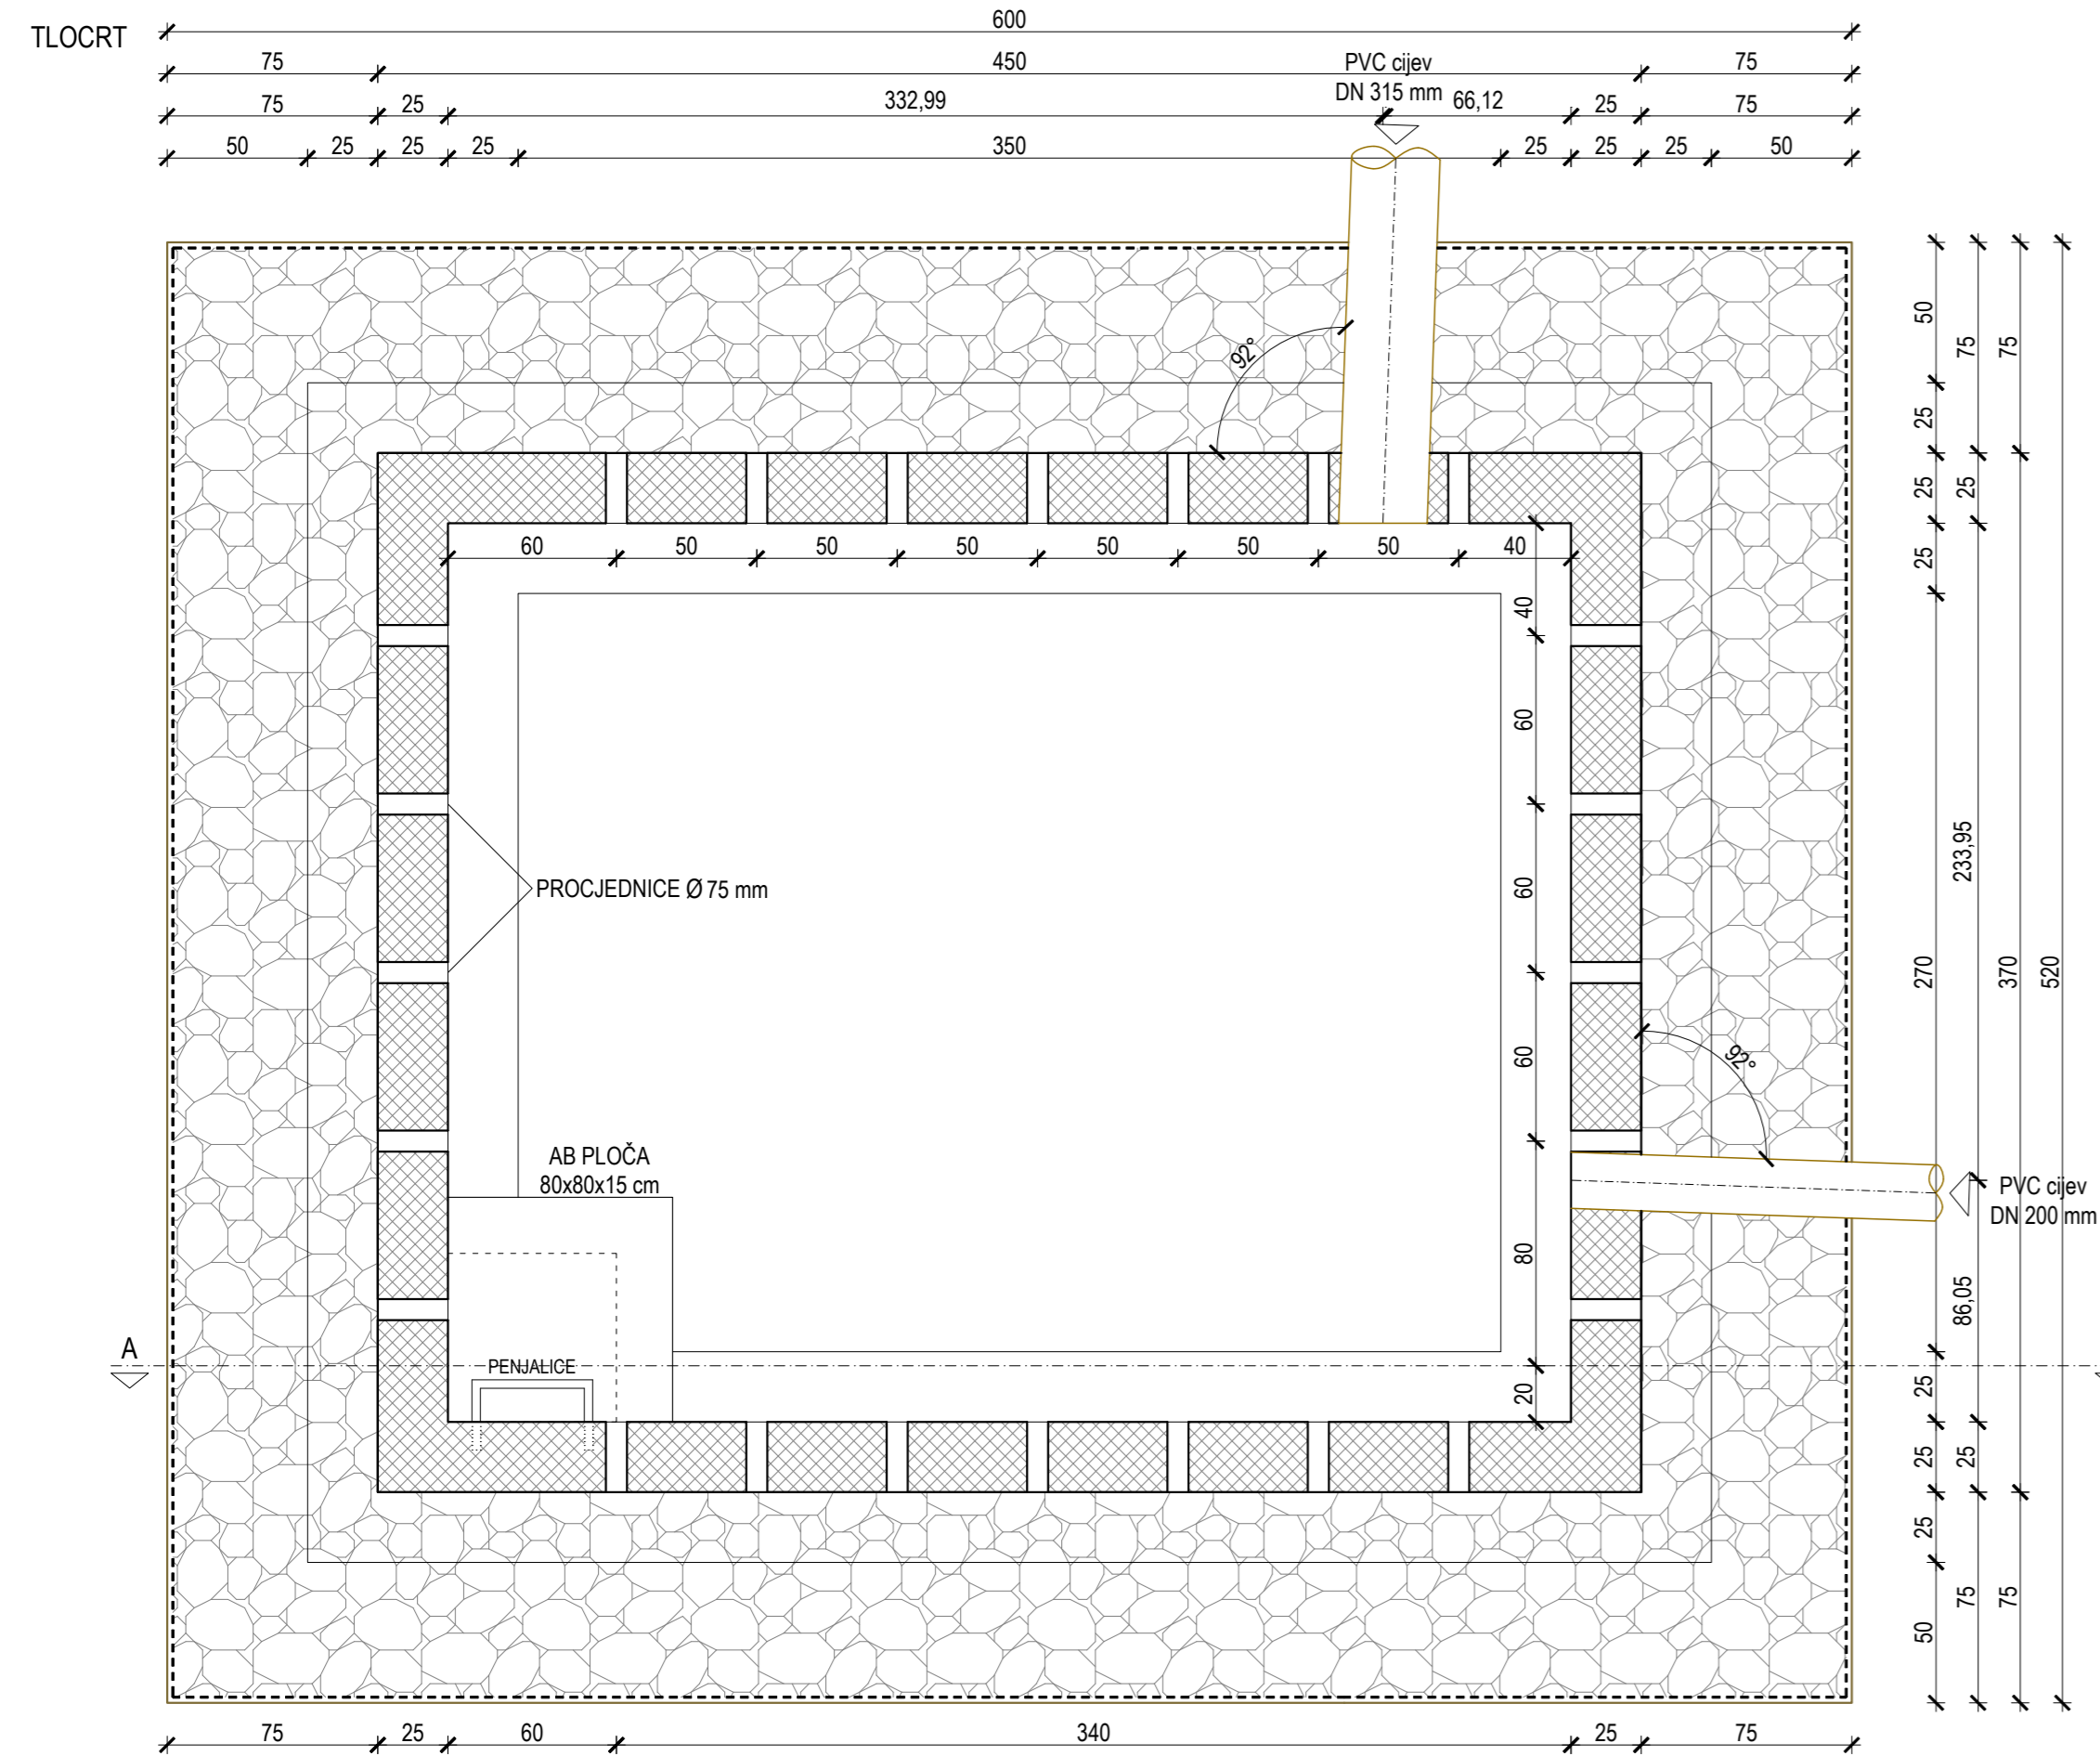 TLOCRT
600
75 450 75
PVC cijev
DN 315 mm
75 25 332,99 66,12 25 75
50 25 25 25 350 25 25 25 50
92°
60 50 50 50 50 50 50 40
40
60
60
60
80
20
PROCJEDNICE Ø 75 mm
AB PLOČA
80x80x15 cm
PENJALICE
A
92°
PVC cijev
DN 200 mm
50
25
25
25
270
25
25
25
50
75
25
233,95
86,05
25
75
75
370
75
520
75 25 60 340 25 75